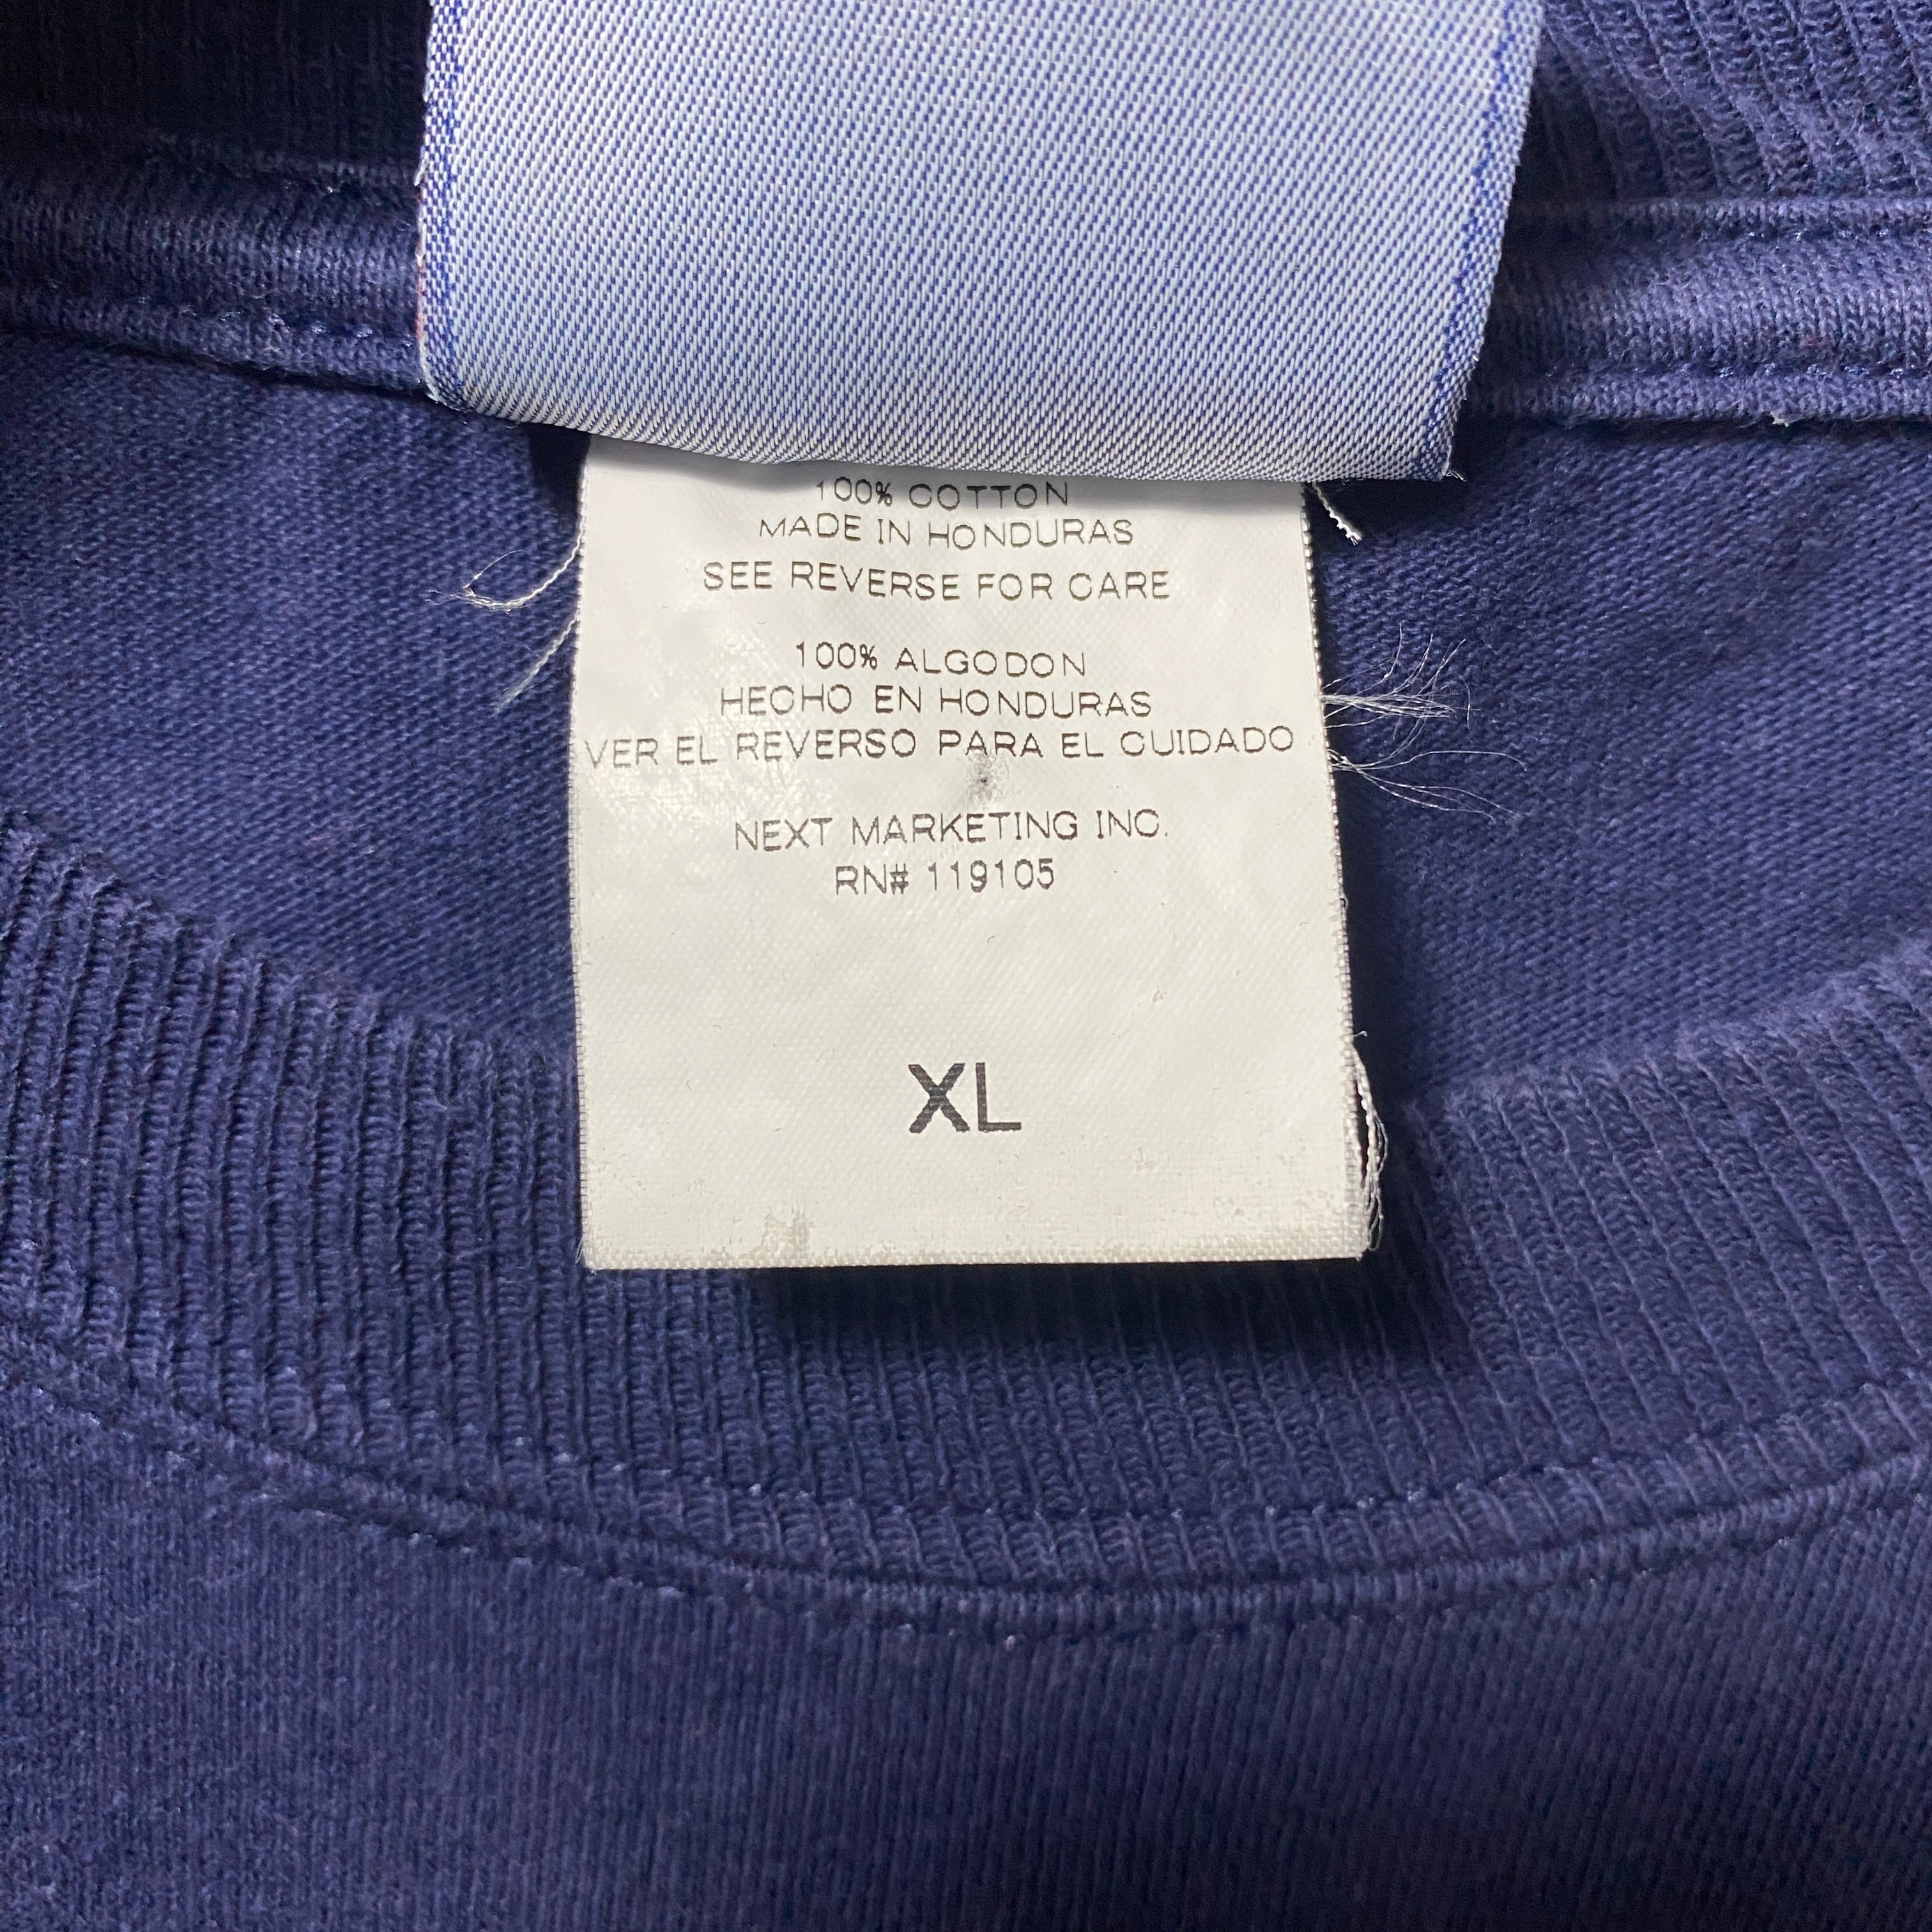 100% COTTON
MADE IN HONDURAS
SEE REVERSE FOR CARE
100% ALGODON
HECHO EN HONDURAS
VER EL REVERSO PARA EL CUIDADO
NEXT MARKETING INC.
RN# 119105
XL